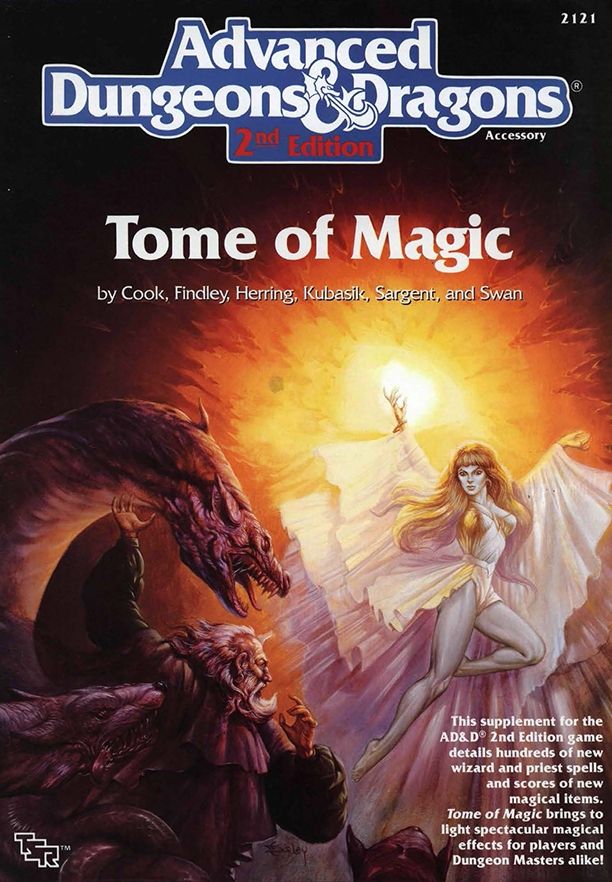 2121
Advanced
Dungeons & Dragons®
2nd Edition
Accessory
Tome of Magic
by Cook, Findley, Herring, Kubasik, Sargent, and Swan
This supplement for the
AD&D® 2nd Edition game
details hundreds of new
wizard and priest spells
and scores of new
magical items.
Tome of Magic brings to
light spectacular magical
effects for players and
Dungeon Masters alike!
TSR™
Easley